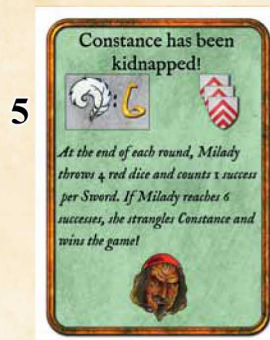 Constance has been
kidnapped!
5
At the end of each round, Milady
throws 4 red dice and counts 1 success
per Sword. If Milady reaches 6
successes, she strangles Constance and
wins the game!